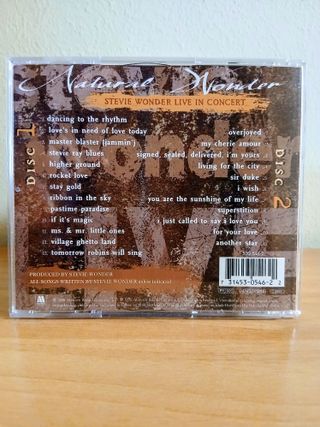 Natural Wonder
STEVIE WONDER LIVE IN CONCERT
DISC 1
dancing to the rhythm
love's in need of love today
master blaster [jammin']
stevie ray blues
higher ground
rocket love
stay gold
ribbon in the sky
pastime paradise
if it's magic
ms. & mr. little ones
village ghetto land
tomorrow robins will sing
DISC 2
overjoyed
my cherie amour
signed, sealed, delivered, i'm yours
living for the city
sir duke
i wish
you are the sunshine of my life
superstition
i just called to say i love you
for your love
another star
PRODUCED BY STEVIE WONDER
ALL SONGS WRITTEN BY STEVIE WONDER
7 31453-0546-2 2